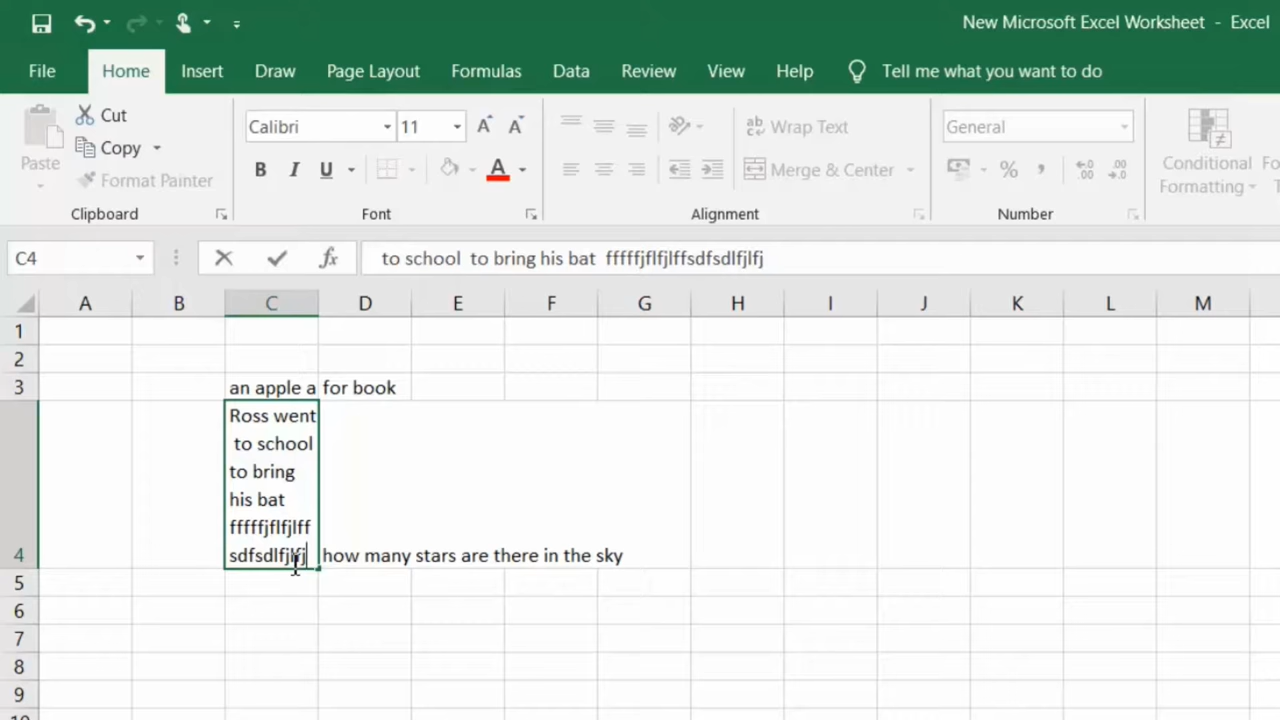 New Microsoft Excel Worksheet - Excel
File Home Insert Draw Page Layout Formulas Data Review View Help Tell me what you want to do
Paste
Cut
Copy
Format Painter
Clipboard
Calibri 11
B I U A
Font
ab Wrap Text
Merge & Center
Alignment
General
% ,
Number
Conditional
Formatting
C4 fx to school  to bring his bat  fffffjflfjlffsdfsdlfjlfj
A B C D E F G H I J K L M
1
2
3 an apple a for book
Ross went
to school
to bring
his bat
fffffjflfjlff
4 sdfsdlfjlfj how many stars are there in the sky
5
6
7
8
9